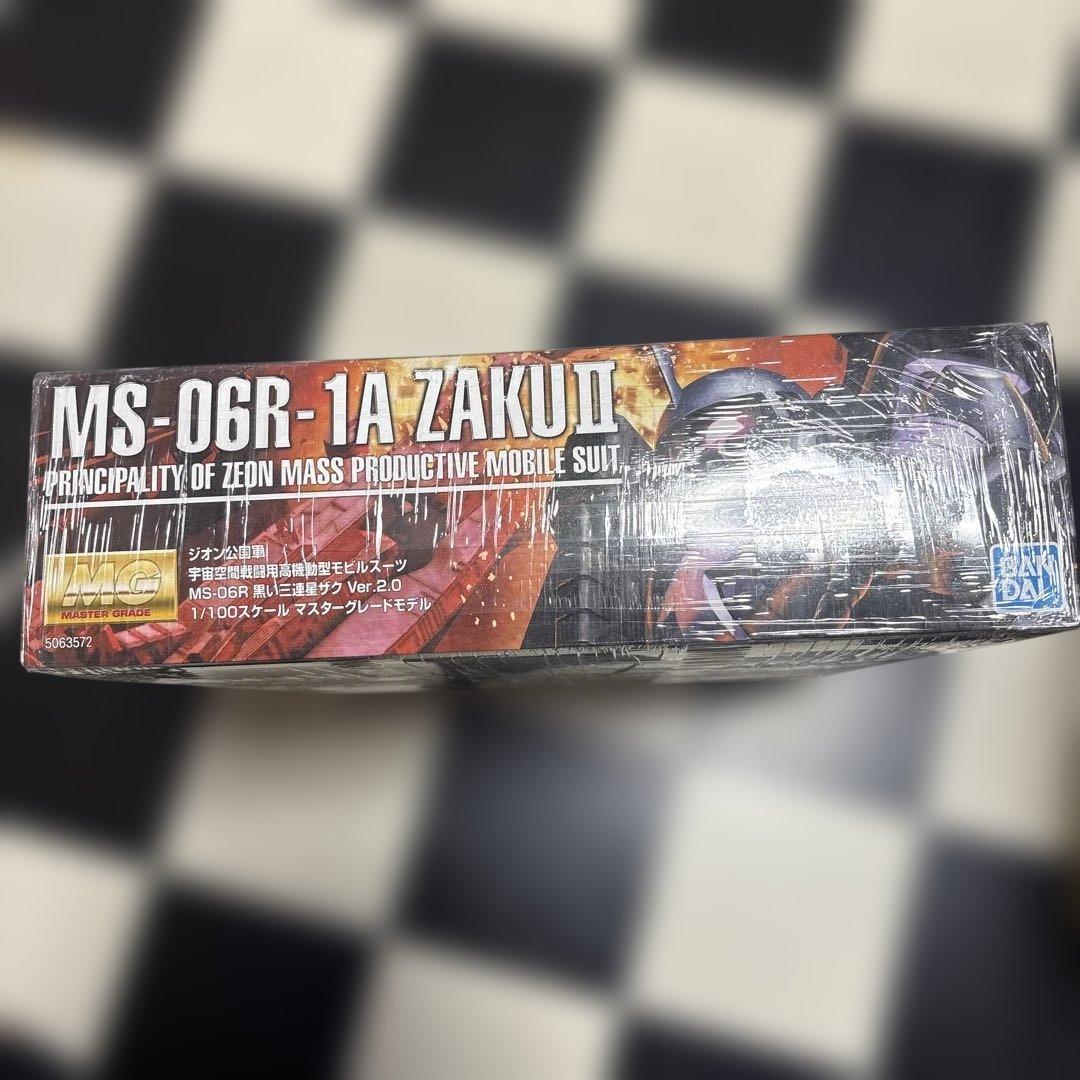 MS-06R-1A ZAKUⅡ
PRINCIPALITY OF ZEON MASS PRODUCTIVE MOBILE SUIT
MG
MASTER GRADE
ジオン公国軍
宇宙空間戦闘用高機動型モビルスーツ
MS-06R 黒い三連星ザク Ver.2.0
1/100スケール マスターグレードモデル
5063572
BAN
DAI